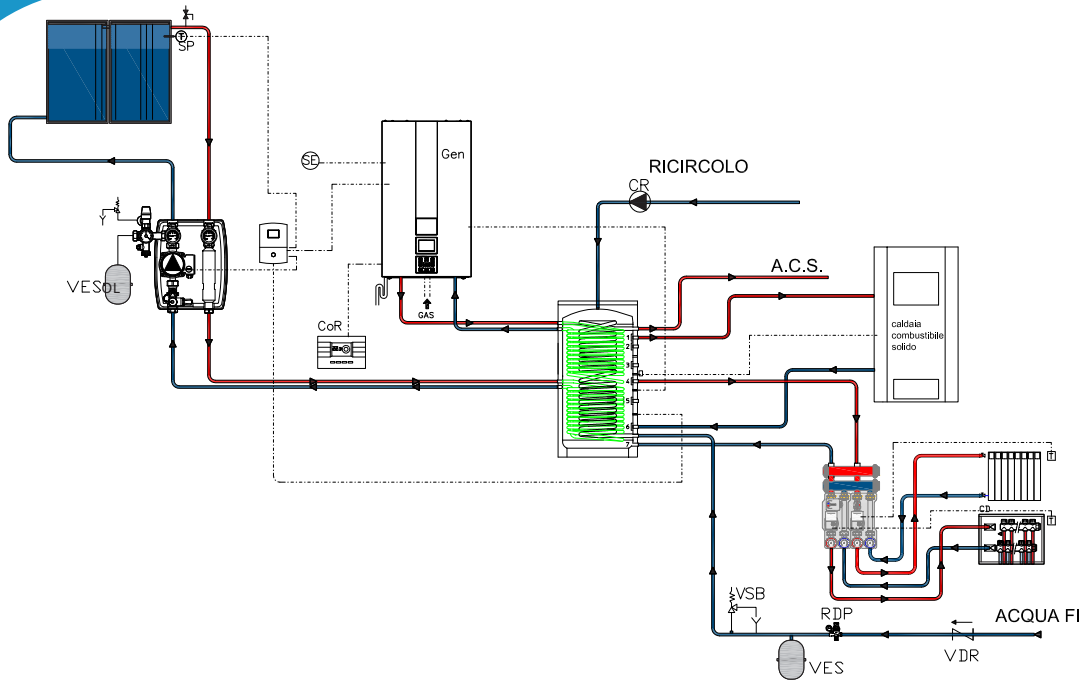 T
SP
Gen
SE
RICIRCOLO
CR
VESOL
A.C.S.
GAS
CoR
caldaia
combustibile
solido
1
2
3
4
5
6
7
T
CD
T
VSB
RDP
ACQUA F
VDR
VES